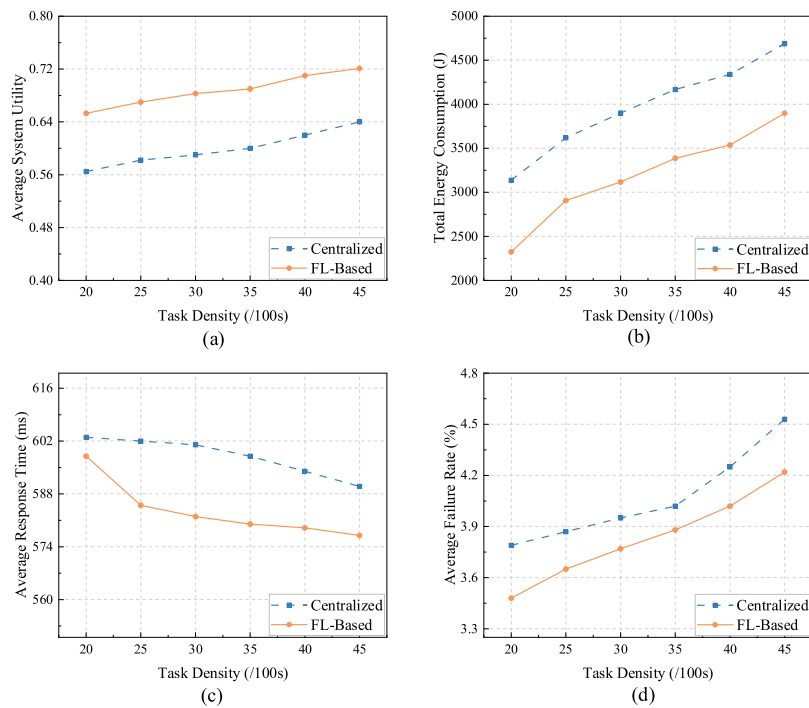 0.80
0.72
0.64
0.56
0.48
0.40
Average System Utility
Centralized
FL-Based
20 25 30 35 40 45
Task Density (/100s)
(a)
5000
4500
4000
3500
3000
2500
2000
Total Energy Consumption (J)
Centralized
FL-Based
20 25 30 35 40 45
Task Density (/100s)
(b)
616
602
588
574
560
Average Response Time (ms)
Centralized
FL-Based
20 25 30 35 40 45
Task Density (/100s)
(c)
4.8
4.5
4.2
3.9
3.6
3.3
Average Failure Rate (%)
Centralized
FL-Based
20 25 30 35 40 45
Task Density (/100s)
(d)